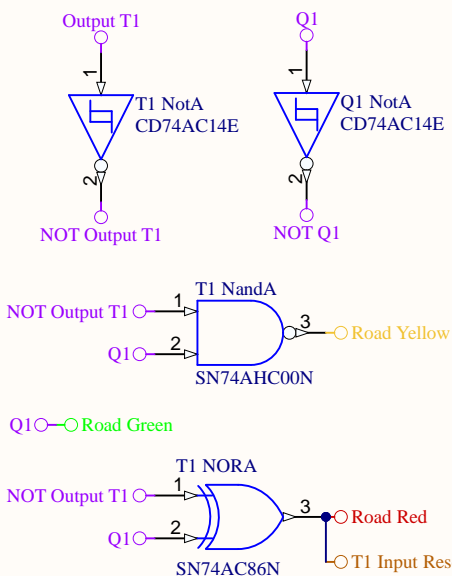 Output T1
Q1
1
1
T1 NotA
CD74AC14E
Q1 NotA
CD74AC14E
2
2
NOT Output T1
NOT Q1
T1 NandA
NOT Output T1
1
3
Road Yellow
Q1
2
SN74AHC00N
Q1
Road Green
T1 NORA
NOT Output T1
1
3
Road Red
Q1
2
T1 Input Res
SN74AC86N